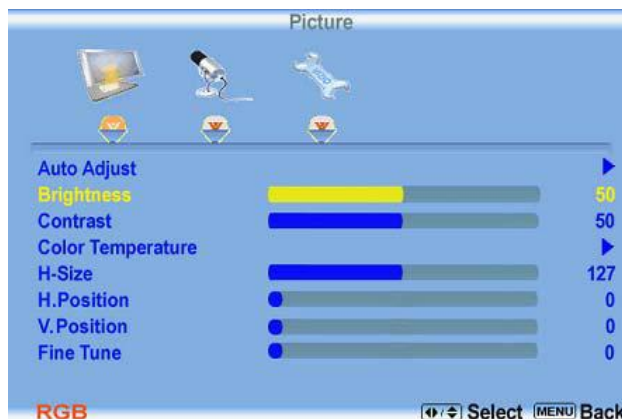 Picture
Auto Adjust
Brightness 50
Contrast 50
Color Temperature
H-Size 127
H.Position 0
V.Position 0
Fine Tune 0
RGB Select MENU Back